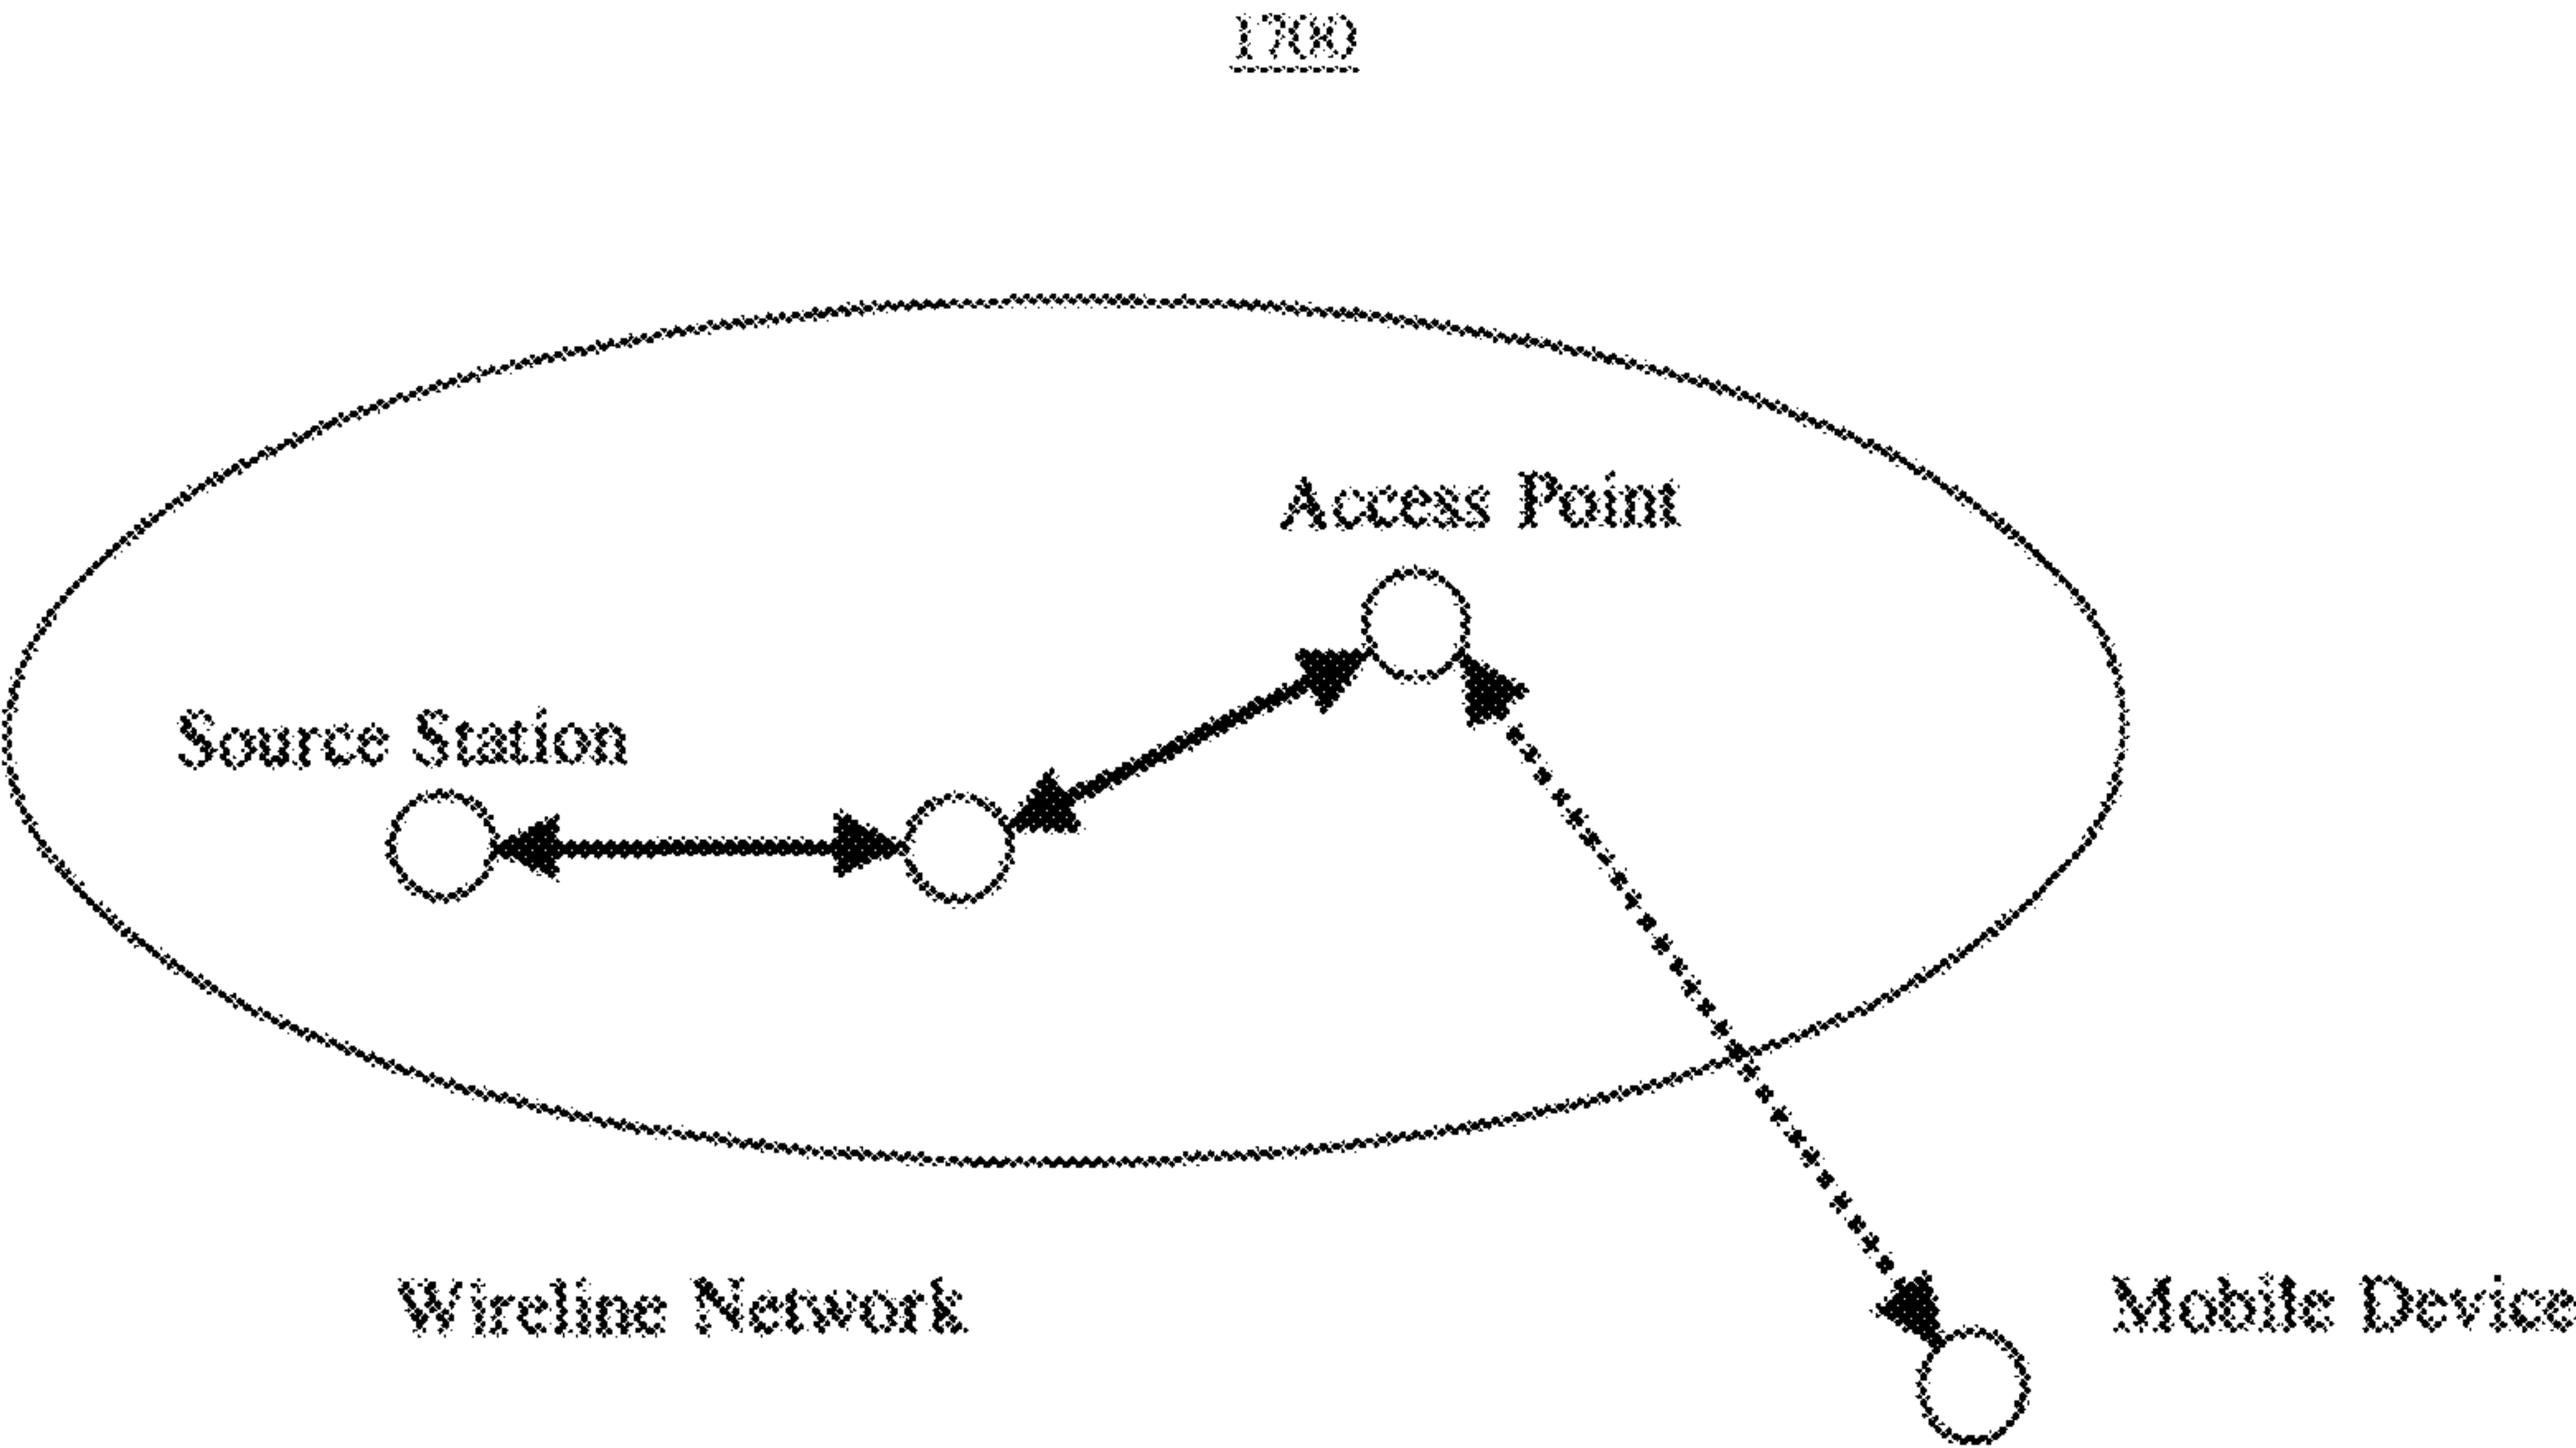 1700
Access Point
Source Station
Wireline Network
Mobile Device